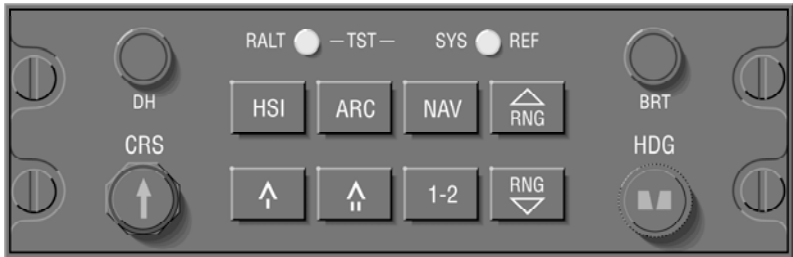 RALT —TST— SYS REF
DH
HSI ARC NAV RNG
BRT
CRS
HDG
1-2 RNG